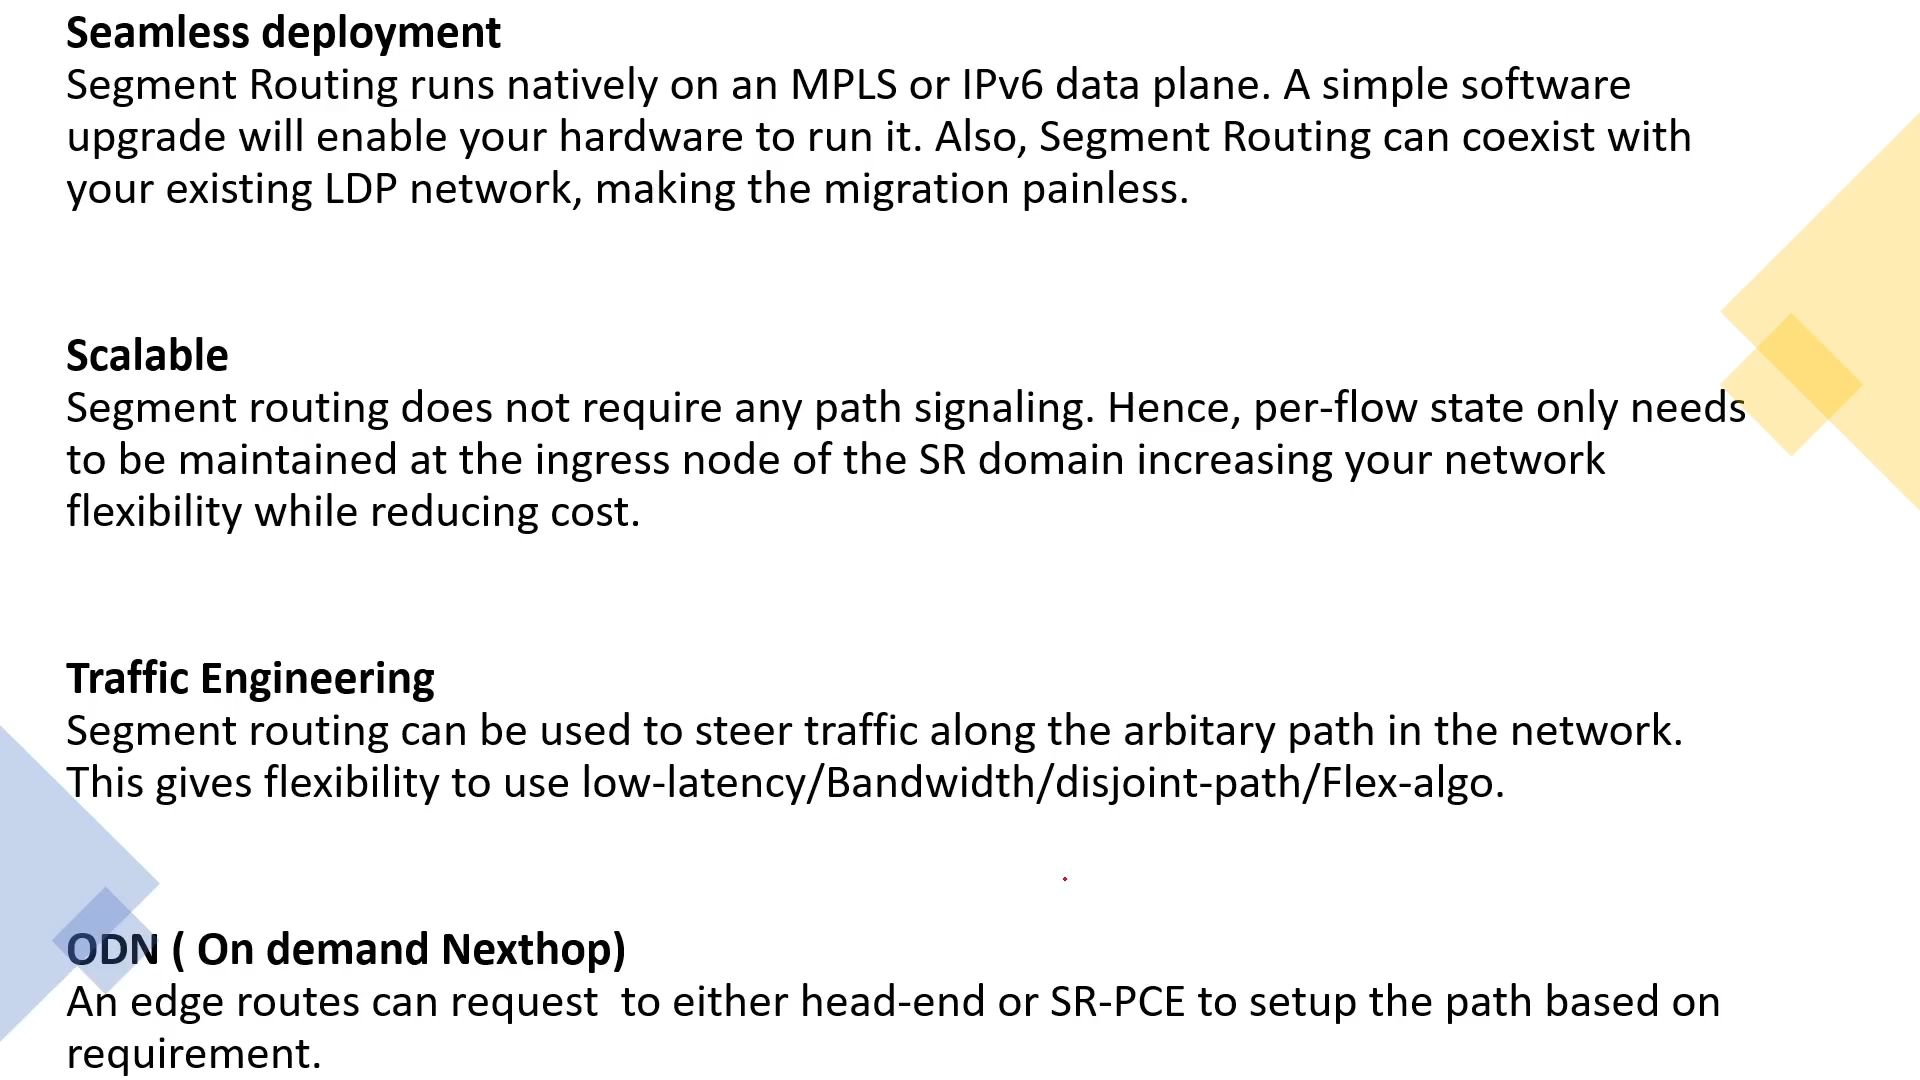 Seamless deployment
Segment Routing runs natively on an MPLS or IPv6 data plane. A simple software
upgrade will enable your hardware to run it. Also, Segment Routing can coexist with
your existing LDP network, making the migration painless.
Scalable
Segment routing does not require any path signaling. Hence, per-flow state only needs
to be maintained at the ingress node of the SR domain increasing your network
flexibility while reducing cost.
Traffic Engineering
Segment routing can be used to steer traffic along the arbitary path in the network.
This gives flexibility to use low-latency/Bandwidth/disjoint-path/Flex-algo.
ODN ( On demand Nexthop)
An edge routes can request  to either head-end or SR-PCE to setup the path based on
requirement.